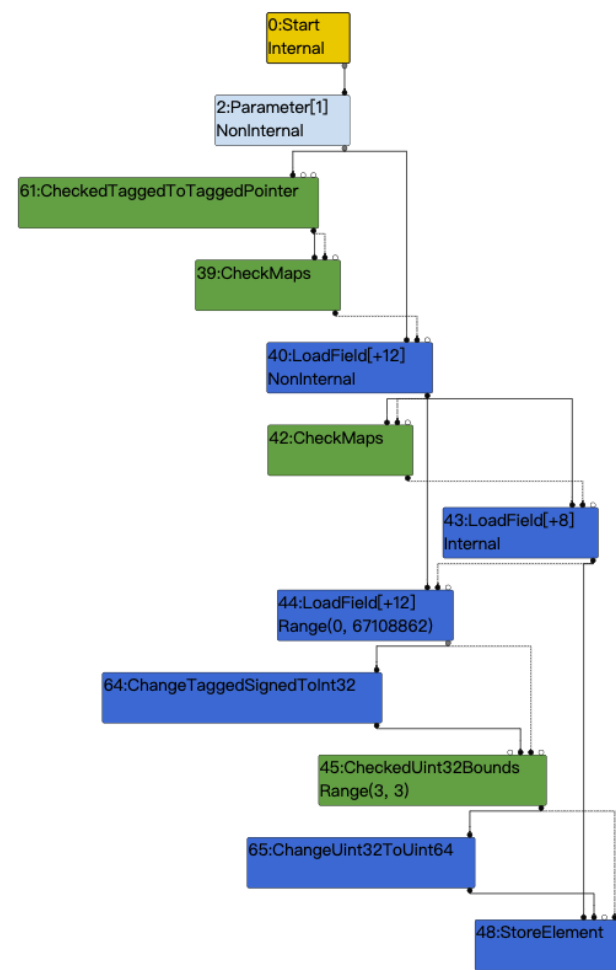 0:Start
Internal
2:Parameter[1]
NonInternal
61:CheckedTaggedToTaggedPointer
39:CheckMaps
40:LoadField[+12]
NonInternal
42:CheckMaps
43:LoadField[+8]
Internal
44:LoadField[+12]
Range(0, 67108862)
64:ChangeTaggedSignedToInt32
45:CheckedUint32Bounds
Range(3, 3)
65:ChangeUint32ToUint64
48:StoreElement